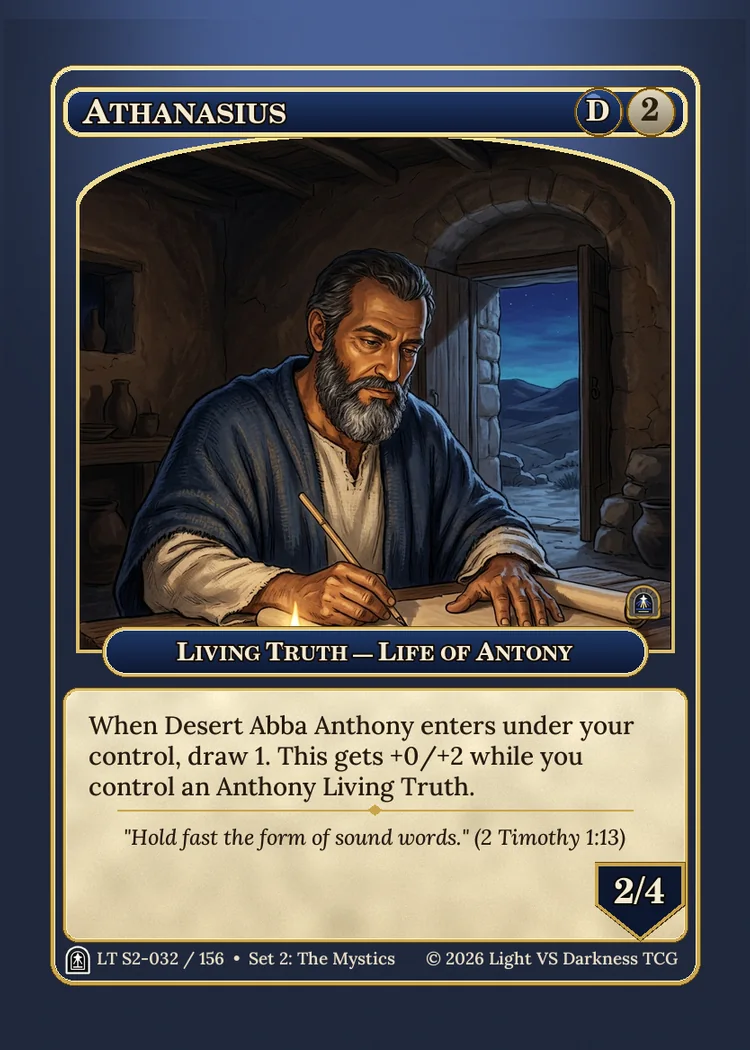 ATHANASIUS D 2
LIVING TRUTH — LIFE OF ANTONY
When Desert Abba Anthony enters under your
control, draw 1. This gets +0/+2 while you
control an Anthony Living Truth.
"Hold fast the form of sound words." (2 Timothy 1:13)
2/4
LT S2-032 / 156 • Set 2: The Mystics © 2026 Light VS Darkness TCG